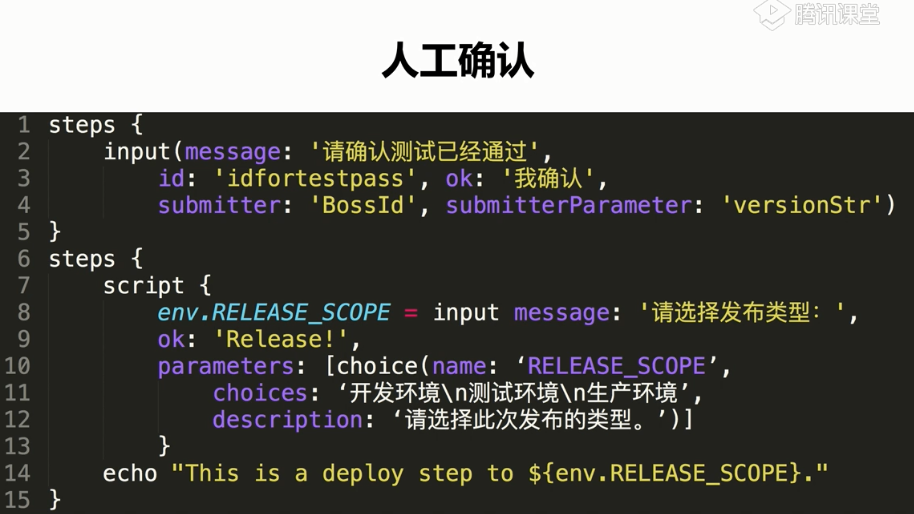 腾讯课堂
人工确认
1 steps {
2 input(message: '请确认测试已经通过',
3 id: 'idfortestpass', ok: '我确认',
4 submitter: 'BossId', submitterParameter: 'versionStr')
5 }
6 steps {
7 script {
8 env.RELEASE_SCOPE = input message: '请选择发布类型：',
9 ok: 'Release!',
10 parameters: [choice(name: ‘RELEASE_SCOPE’,
11 choices: ‘开发环境\n测试环境\n生产环境’,
12 description: ‘请选择此次发布的类型。’)]
13 }
14 echo "This is a deploy step to ${env.RELEASE_SCOPE}."
15 }